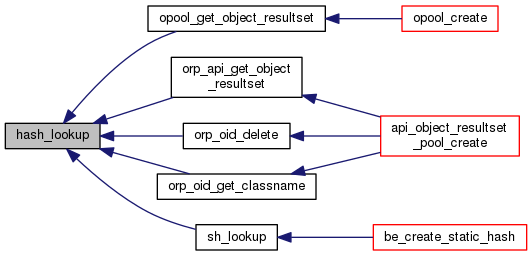 opool_get_object_resultset
opool_create
orp_api_get_object
_resultset
hash_lookup
orp_oid_delete
api_object_resultset
_pool_create
orp_oid_get_classname
sh_lookup
be_create_static_hash